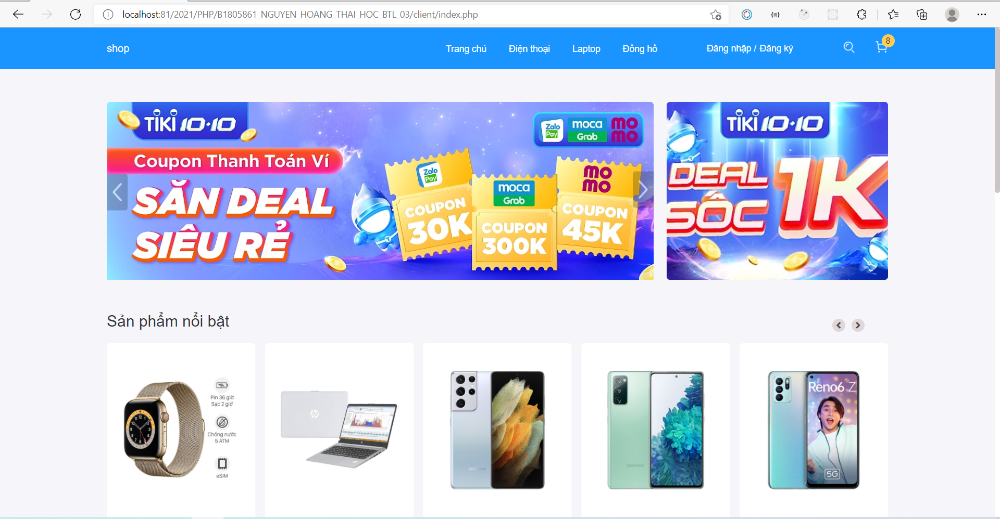 localhost:81/2021/PHP/B1805861_NGUYEN_HOANG_THAI_HOC_BTL_03/client/index.php
shop
Trang chủ
Điện thoại
Laptop
Đồng hồ
Đăng nhập / Đăng ký
8
TIKI 10·10
Zalo Pay
moca Grab
MOMO
Coupon Thanh Toán Ví
SĂN DEAL
SIÊU RẺ
Zalo Pay
COUPON
30K
moca
Grab
COUPON
300K
MO
MO
COUPON
45K
TIKI 10·10
DEAL
SỐC
1K
Sản phẩm nổi bật
Pin 36 giờ
Sạc 2 giờ
Chống nước
5 ATM
eSIM
hp
SAMSUNG
SAMSUNG
Reno6 Z
5G